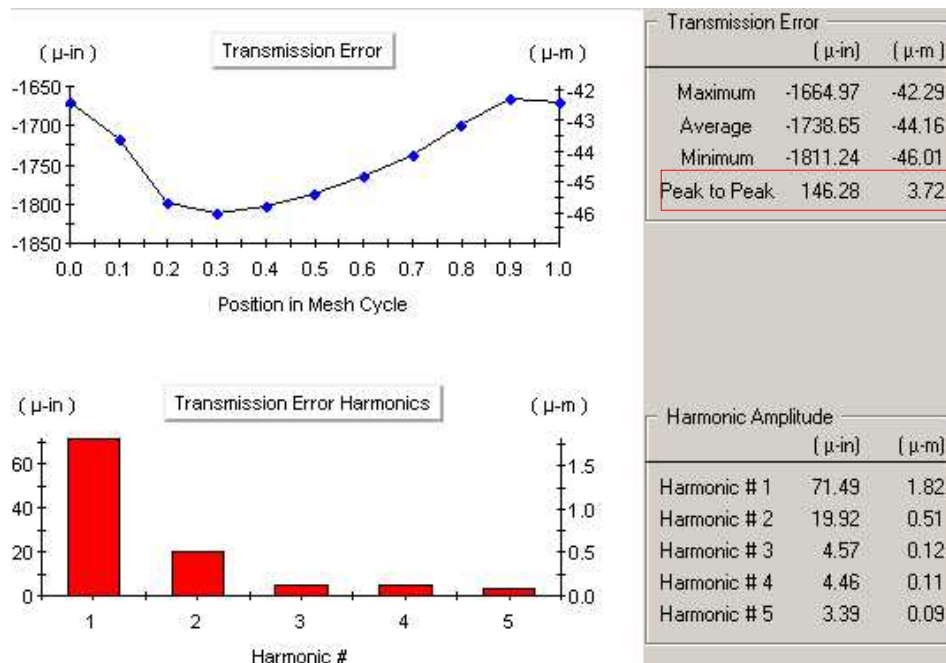 ( µ-in )
Transmission Error
( µ-m )
-1650
-1700
-1750
-1800
-1850
-42
-43
-44
-45
-46
0.0 0.1 0.2 0.3 0.4 0.5 0.6 0.7 0.8 0.9 1.0
Position in Mesh Cycle
Transmission Error
( µ-in) ( µ-m )
Maximum -1664.97 -42.29
Average -1738.65 -44.16
Minimum -1811.24 -46.01
Peak to Peak 146.28 3.72
( µ-in )
Transmission Error Harmonics
( µ-m )
60
40
20
0
1.5
1.0
0.5
0.0
1 2 3 4 5
Harmonic #
Harmonic Amplitude
( µ-in) ( µ-m)
Harmonic # 1 71.49 1.82
Harmonic # 2 19.92 0.51
Harmonic # 3 4.57 0.12
Harmonic # 4 4.46 0.11
Harmonic # 5 3.39 0.09